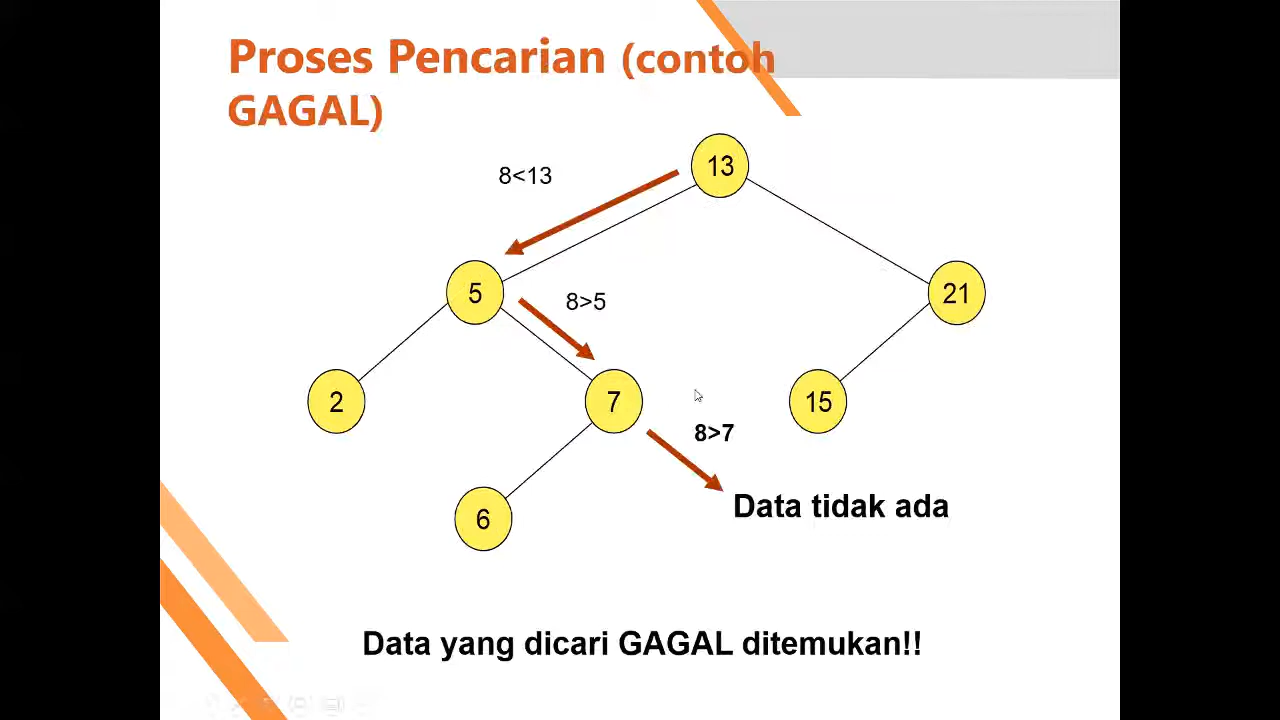 Proses Pencarian (contoh
GAGAL)
13
8<13
5
8>5
21
2
7
15
8>7
Data tidak ada
6
Data yang dicari GAGAL ditemukan!!